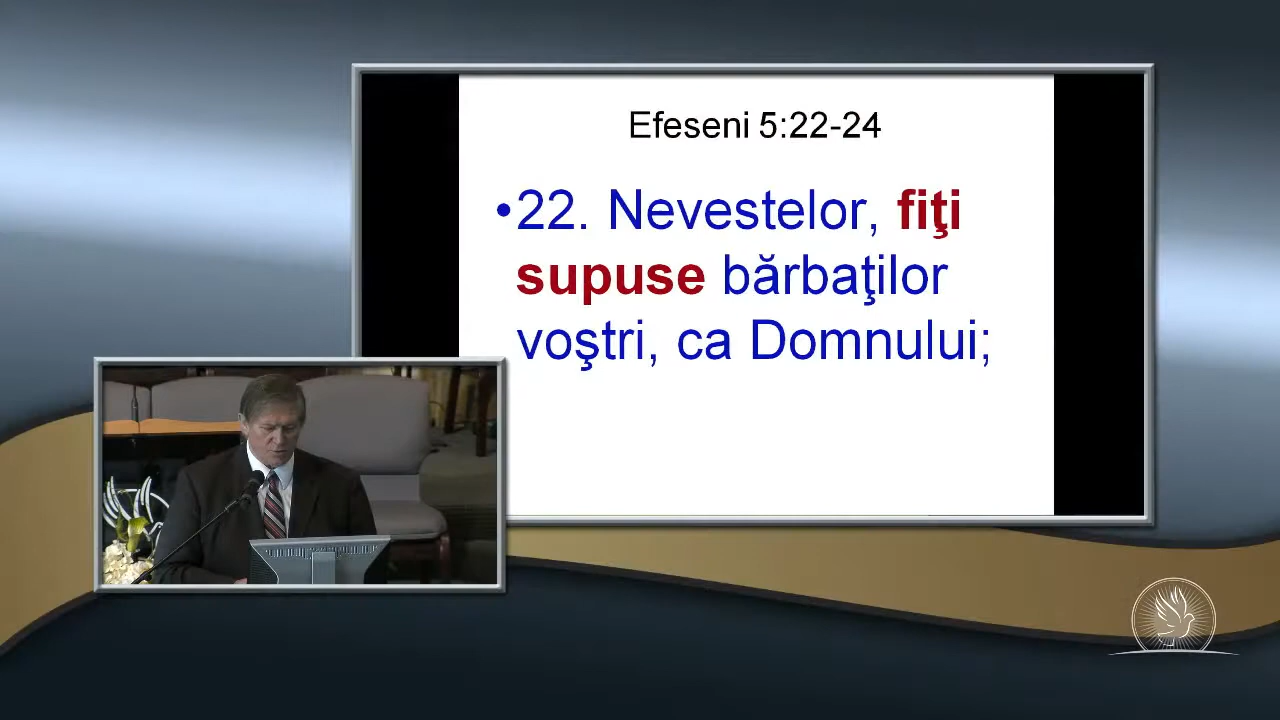 Efeseni 5:22-24
•22. Nevestelor, fiţi
supuse bărbaţilor
voştri, ca Domnului;